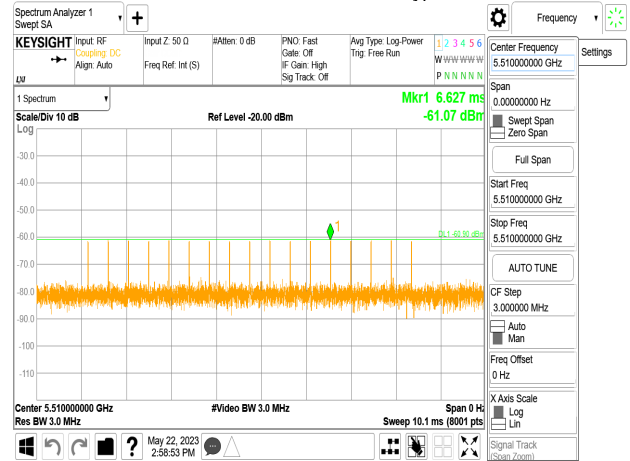 Spectrum Analyzer 1
Swept SA
+
Frequency
KEYSIGHT
Input: RF
Coupling: DC
Align: Auto
Input Z: 50 Ω
Freq Ref: Int (S)
#Atten: 0 dB
PNO: Fast
Gate: Off
IF Gain: High
Sig Track: Off
Avg Type: Log-Power
Trig: Free Run
1 2 3 4 5 6
W W W W W W
P N N N N N
LXI
1 Spectrum
Scale/Div 10 dB
Ref Level -20.00 dBm
Mkr1 6.627 ms
-61.07 dBm
Log
-30.0
-40.0
-50.0
-60.0
-70.0
-80.0
-90.0
-100
-110
1
DL1 -60.90 dBm
Center 5.510000000 GHz
Res BW 3.0 MHz
#Video BW 3.0 MHz
Span 0 Hz
Sweep 10.1 ms (8001 pts
May 22, 2023
2:58:53 PM
?
Settings
Center Frequency
5.510000000 GHz
Span
0.00000000 Hz
Swept Span
Zero Span
Full Span
Start Freq
5.510000000 GHz
Stop Freq
5.510000000 GHz
AUTO TUNE
CF Step
3.000000 MHz
Auto
Man
Freq Offset
0 Hz
X Axis Scale
Log
Lin
Signal Track
(Span Zoom)